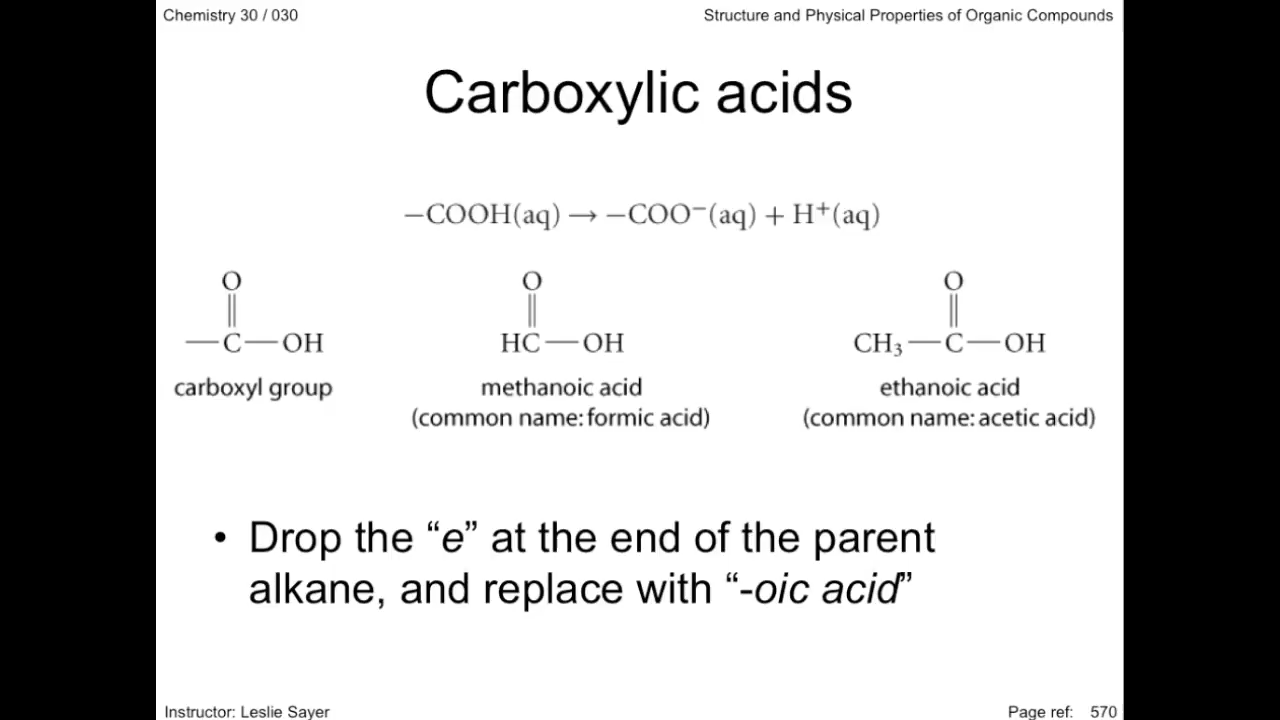 Chemistry 30 / 030
Structure and Physical Properties of Organic Compounds
Carboxylic acids
—COOH(aq) → —COO⁻(aq) + H⁺(aq)
O
—C—OH
carboxyl group
O
HC—OH
methanoic acid
(common name: formic acid)
O
CH₃—C—OH
ethanoic acid
(common name: acetic acid)
• Drop the “e” at the end of the parent
alkane, and replace with “-oic acid”
Instructor: Leslie Sayer
Page ref: 570